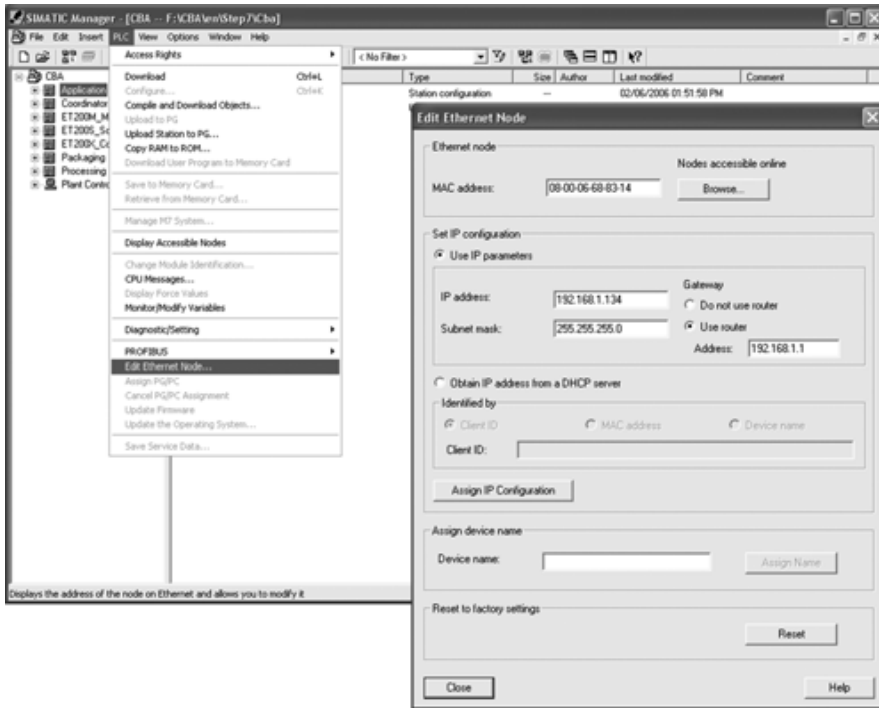 SIMATIC Manager - [CBA -- F:\CBA\en\Step7\Cba]
File Edit Insert PLC View Options Window Help
< No Filter >
CBA
Application
Coordinator
ET200M_M
ET200S_Sc
ET200X_Co
Packaging
Processing
Plant Contr
Access Rights
Download Ctrl+L
Configure... Ctrl+K
Compile and Download Objects...
Upload to PG
Upload Station to PG...
Copy RAM to ROM...
Download User Program to Memory Card
Save to Memory Card...
Retrieve from Memory Card...
Manage M7 System...
Display Accessible Nodes
Change Module Identification...
CPU Messages...
Display Force Values
Monitor/Modify Variables
Diagnostic/Setting
PROFIBUS
Edit Ethernet Node...
Assign PG/PC
Cancel PG/PC Assignment
Update Firmware
Update the Operating System...
Save Service Data...
Type Size Author Last modified Comment
Station configuration --- 02/06/2006 01:51:58 PM
Edit Ethernet Node
Ethernet node
Nodes accessible online
MAC address: 08-00-06-68-83-14 Browse...
Set IP configuration
Use IP parameters
Gateway
IP address: 192.168.1.134 Do not use router
Subnet mask: 255.255.255.0 Use router
Address: 192.168.1.1
Obtain IP address from a DHCP server
Identified by
Client ID MAC address Device name
Client ID:
Assign IP Configuration
Assign device name
Device name: Assign Name
Reset to factory settings
Reset
Close Help
Displays the address of the node on Ethernet and allows you to modify it